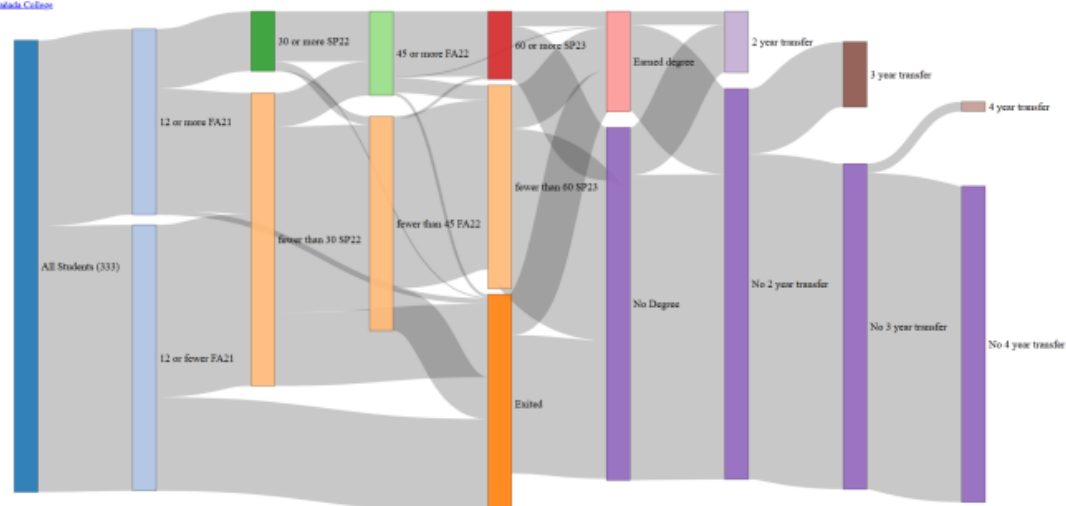 College
30 or more SP22
45 or more FA22
60 or more SP23
Earned degree
2 year transfer
3 year transfer
4 year transfer
12 or more FA21
fewer than 60 SP23
fewer than 45 FA22
fewer than 30 SP22
All Students (333)
No 2 year transfer
No Degree
No 3 year transfer
No 4 year transfer
12 or fewer FA21
Exited